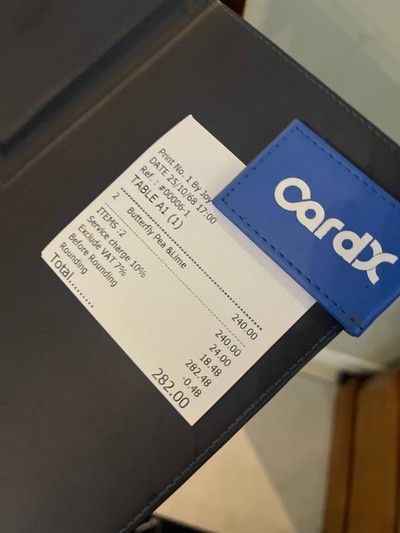 Print No. 1 By Joy
DATE 25/10/68 17:00
Ref.: #00006-1
TABLE A1 (1)
2 Butterfly Pea &Lime 240.00
ITEMS :2 240.00
Service charge 10% 24.00
Exclude VAT 7% 18.48
Before Rounding 282.48
Rounding -0.48
Total......... 282.00
cardX